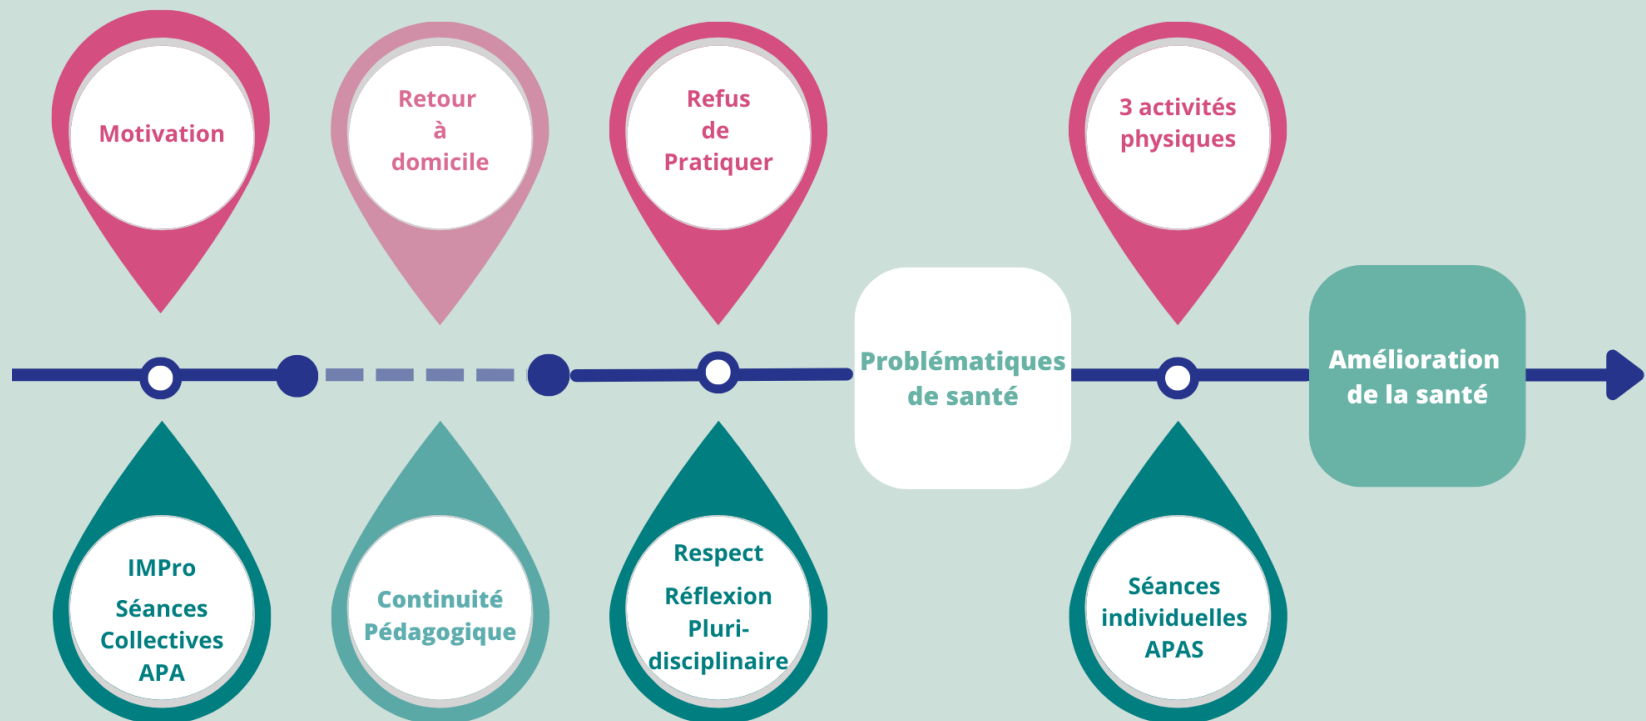 Motivation
Retour
à
domicile
Refus
de
Pratiquer
3 activités
physiques
Problématiques
de santé
Amélioration
de la santé
IMPro
Séances
Collectives
APA
Continuité
Pédagogique
Respect
Réflexion
Pluri-
disciplinaire
Séances
individuelles
APAS